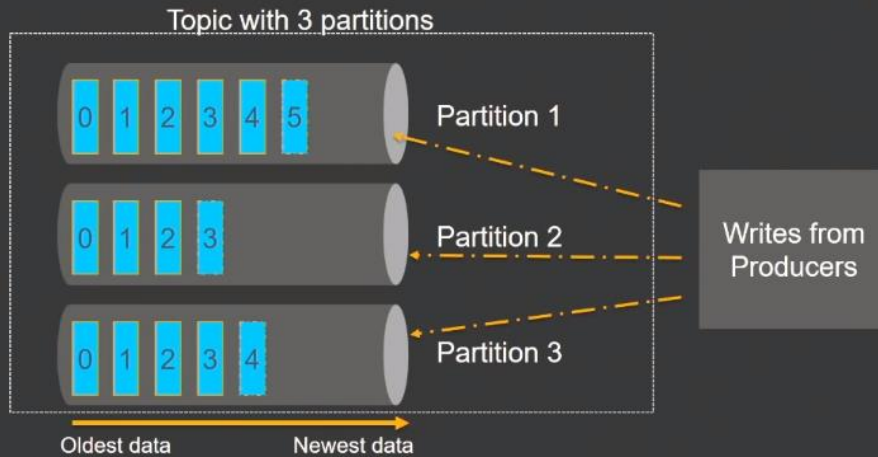 Topic with 3 partitions
0 1 2 3 4 5
Partition 1
0 1 2 3
Partition 2
Writes from
Producers
0 1 2 3 4
Partition 3
Oldest data
Newest data